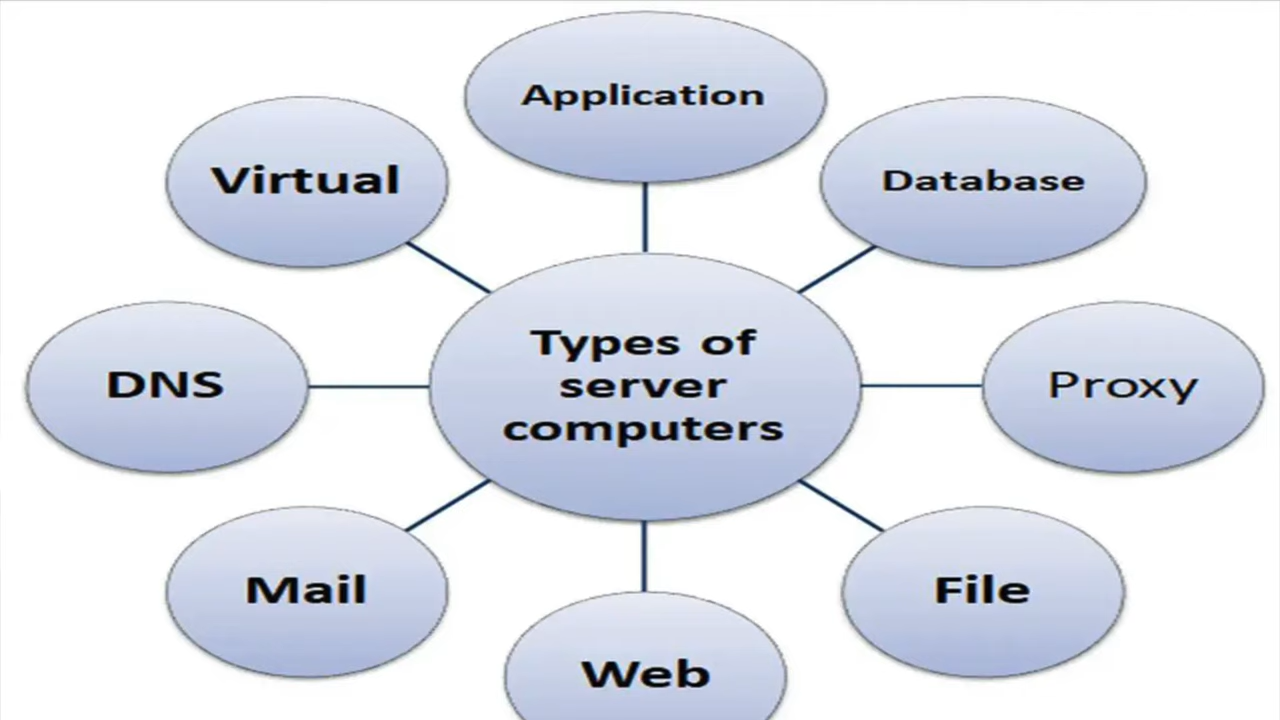 Application
Virtual
Database
Types of
server
computers
DNS
Proxy
Mail
File
Web